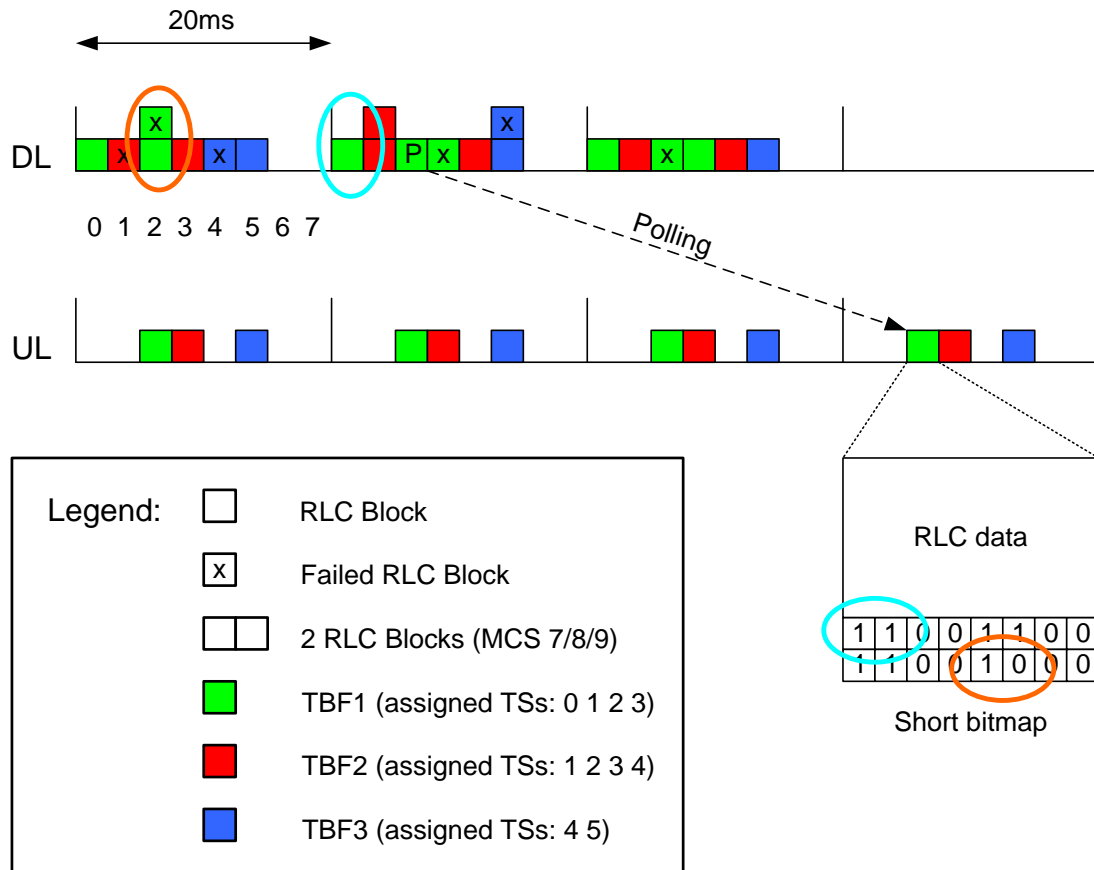 20ms
x x
DL x x P x x
0 1 2 3 4 5 6 7
Polling
UL
Legend:
RLC Block
x Failed RLC Block
2 RLC Blocks (MCS 7/8/9)
TBF1 (assigned TSs: 0 1 2 3)
TBF2 (assigned TSs: 1 2 3 4)
TBF3 (assigned TSs: 4 5)
RLC data
1 1 0 0 1 1 0 0
1 1 0 0 1 0 0 0
Short bitmap